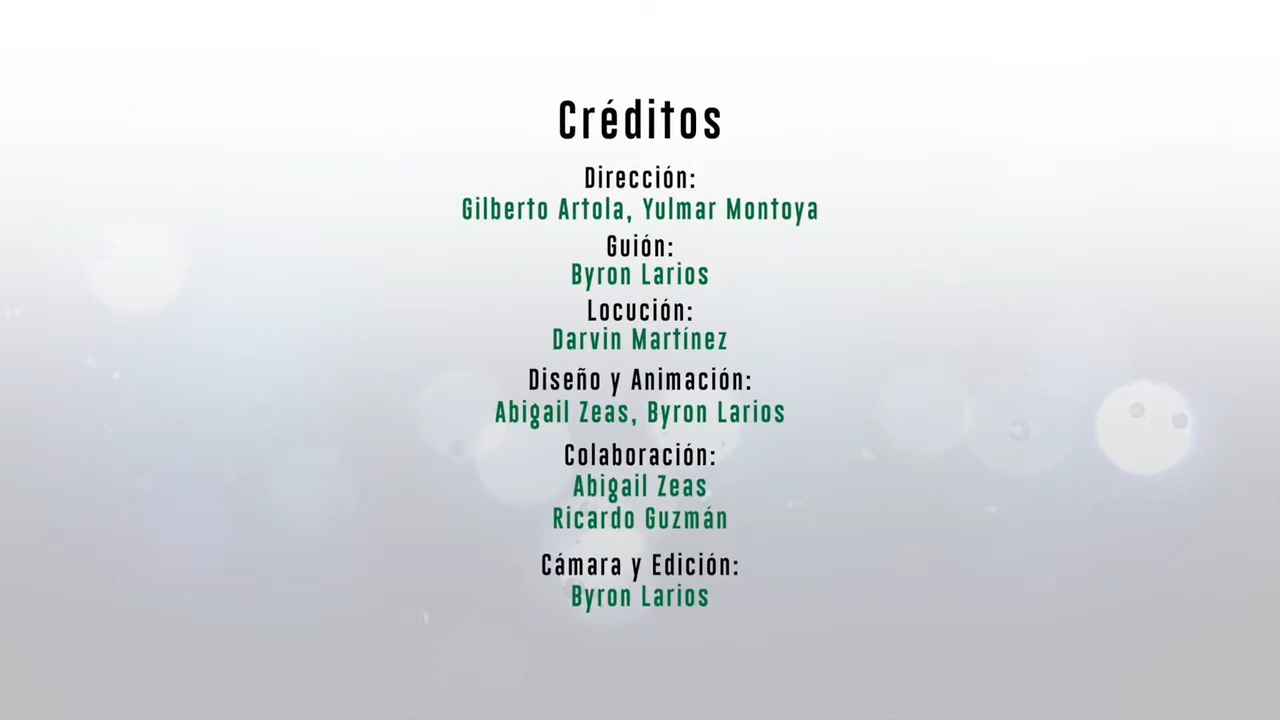 Créditos
Dirección:
Gilberto Artola, Yulmar Montoya
Guión:
Byron Larios
Locución:
Darvin Martínez
Diseño y Animación:
Abigail Zeas, Byron Larios
Colaboración:
Abigail Zeas
Ricardo Guzmán
Cámara y Edición:
Byron Larios